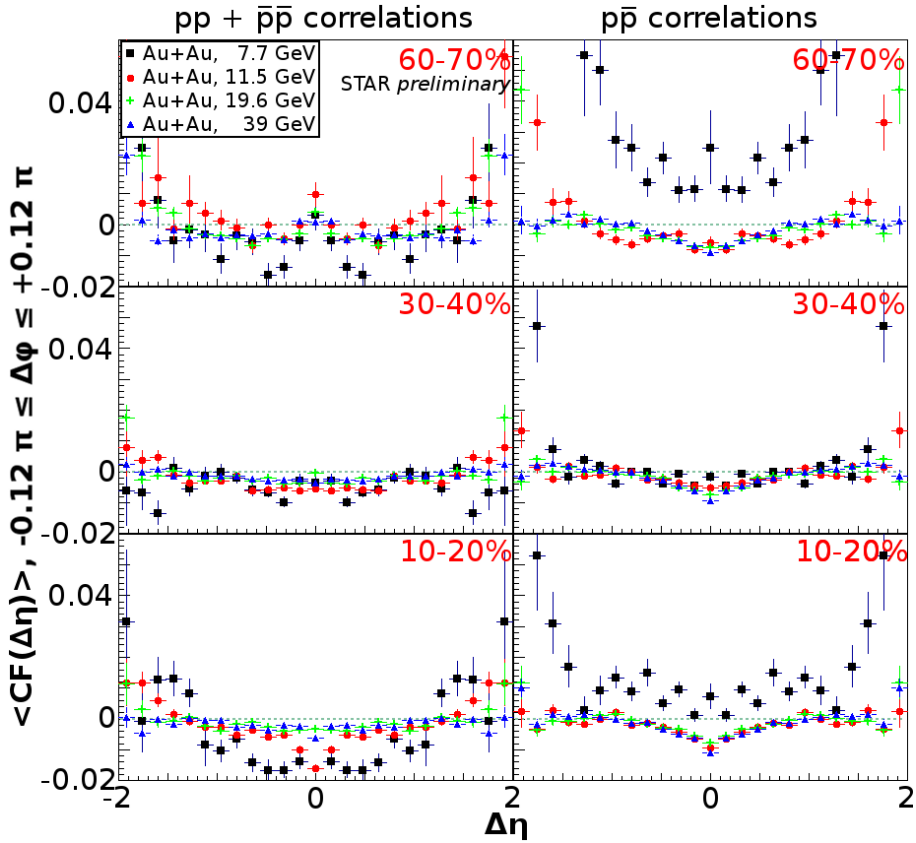 pp + p̄p̄ correlations
pp̄ correlations
Au+Au, 7.7 GeV
Au+Au, 11.5 GeV
Au+Au, 19.6 GeV
Au+Au, 39 GeV
60-70%
STAR preliminary
60-70%
0.04
0
-0.02
30-40%
30-40%
0.04
0
-0.02
10-20%
10-20%
0.04
0
-0.02
-2
0
2
0
2
Δη
<CF(Δη)>, -0.12 π ≤ Δφ ≤ +0.12 π